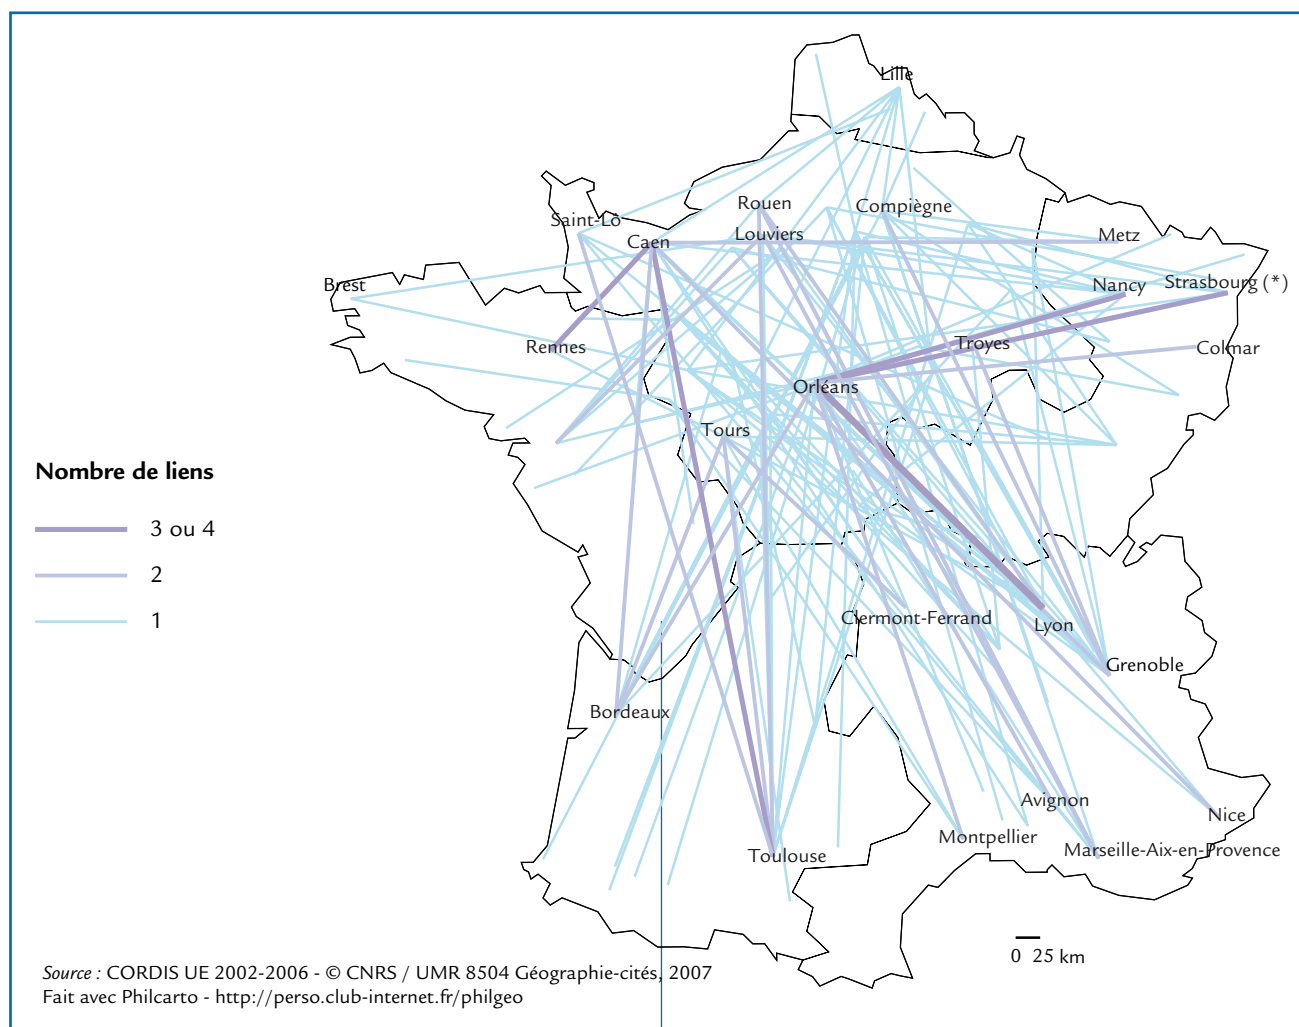 Lille
Rouen
Compiègne
Saint-Lô
Caen
Louviers
Metz
Brest
Nancy
Strasbourg (*)
Rennes
Troyes
Colmar
Orléans
Tours
Nombre de liens
3 ou 4
2
1
Clermont-Ferrand
Lyon
Grenoble
Bordeaux
Avignon
Nice
Montpellier
Marseille-Aix-en-Provence
Toulouse
0 25 km
Source : CORDIS UE 2002-2006 - © CNRS / UMR 8504 Géographie-cités, 2007
Fait avec Philcarto - http://perso.club-internet.fr/philgeo